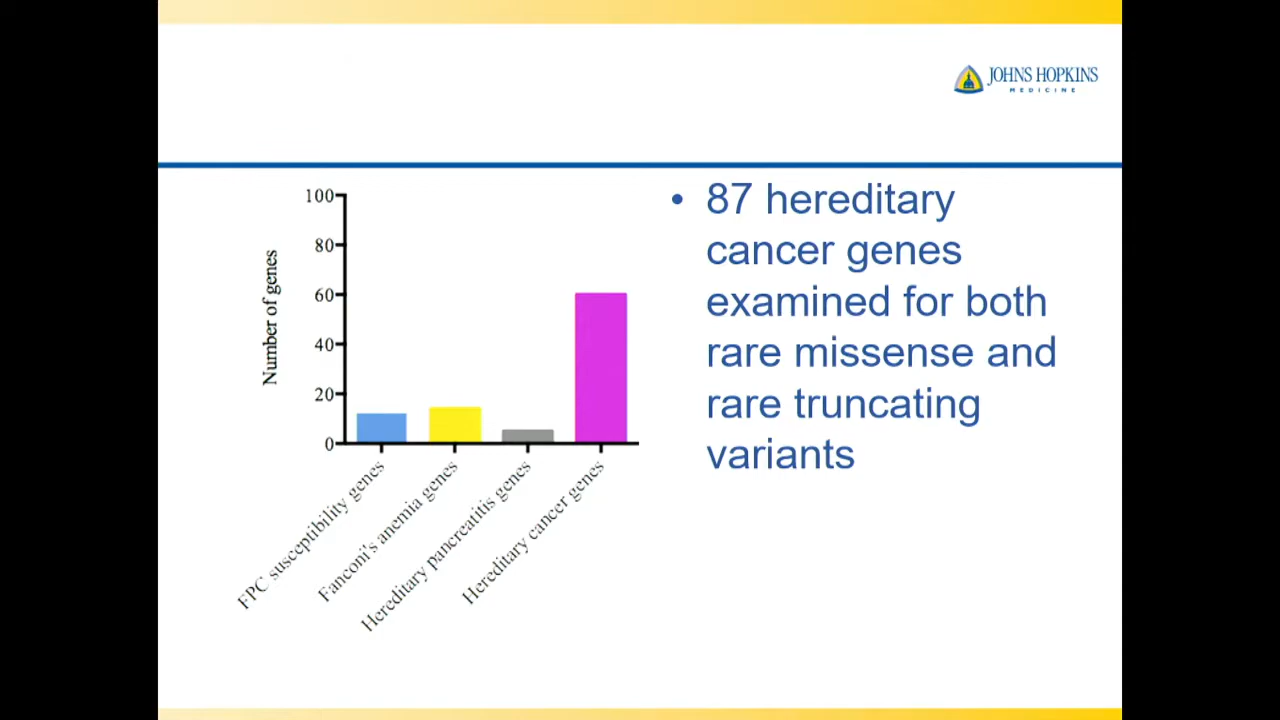 JOHNS HOPKINS
MEDICINE
100
80
60
40
20
0
Number of genes
FPC susceptibility genes
Fanconi's anemia genes
Hereditary pancreatitis genes
Hereditary cancer genes
• 87 hereditary
cancer genes
examined for both
rare missense and
rare truncating
variants